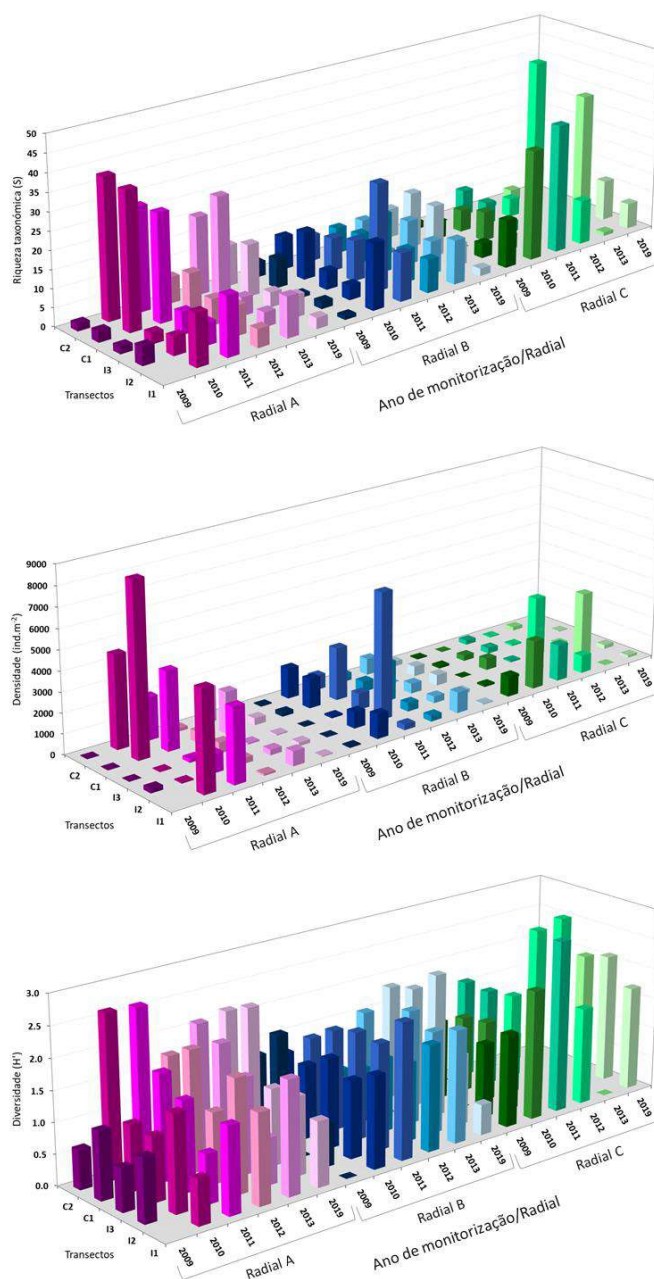 Riqueza taxonómica (S)
50
45
40
35
30
25
20
15
10
5
0
C2
C1
I3
I2
I1
Transectos
2009
2010
2011
2012
2013
2019
2009
2010
2011
2012
2013
2019
2009
2010
2011
2012
2013
2019
Radial A
Radial B
Radial C
Ano de monitorização/Radial
Densidade (ind.m-2)
9000
8000
7000
6000
5000
4000
3000
2000
1000
0
C2
C1
I3
I2
I1
Transectos
2009
2010
2011
2012
2013
2019
2009
2010
2011
2012
2013
2019
2009
2010
2011
2012
2013
2019
Radial A
Radial B
Radial C
Ano de monitorização/Radial
Diversidade (H')
3.0
2.5
2.0
1.5
1.0
0.5
0.0
C2
C1
I3
I2
I1
Transectos
2009
2010
2011
2012
2013
2019
2009
2010
2011
2012
2013
2019
2009
2010
2011
2012
2013
2019
Radial A
Radial B
Radial C
Ano de monitorização/Radial